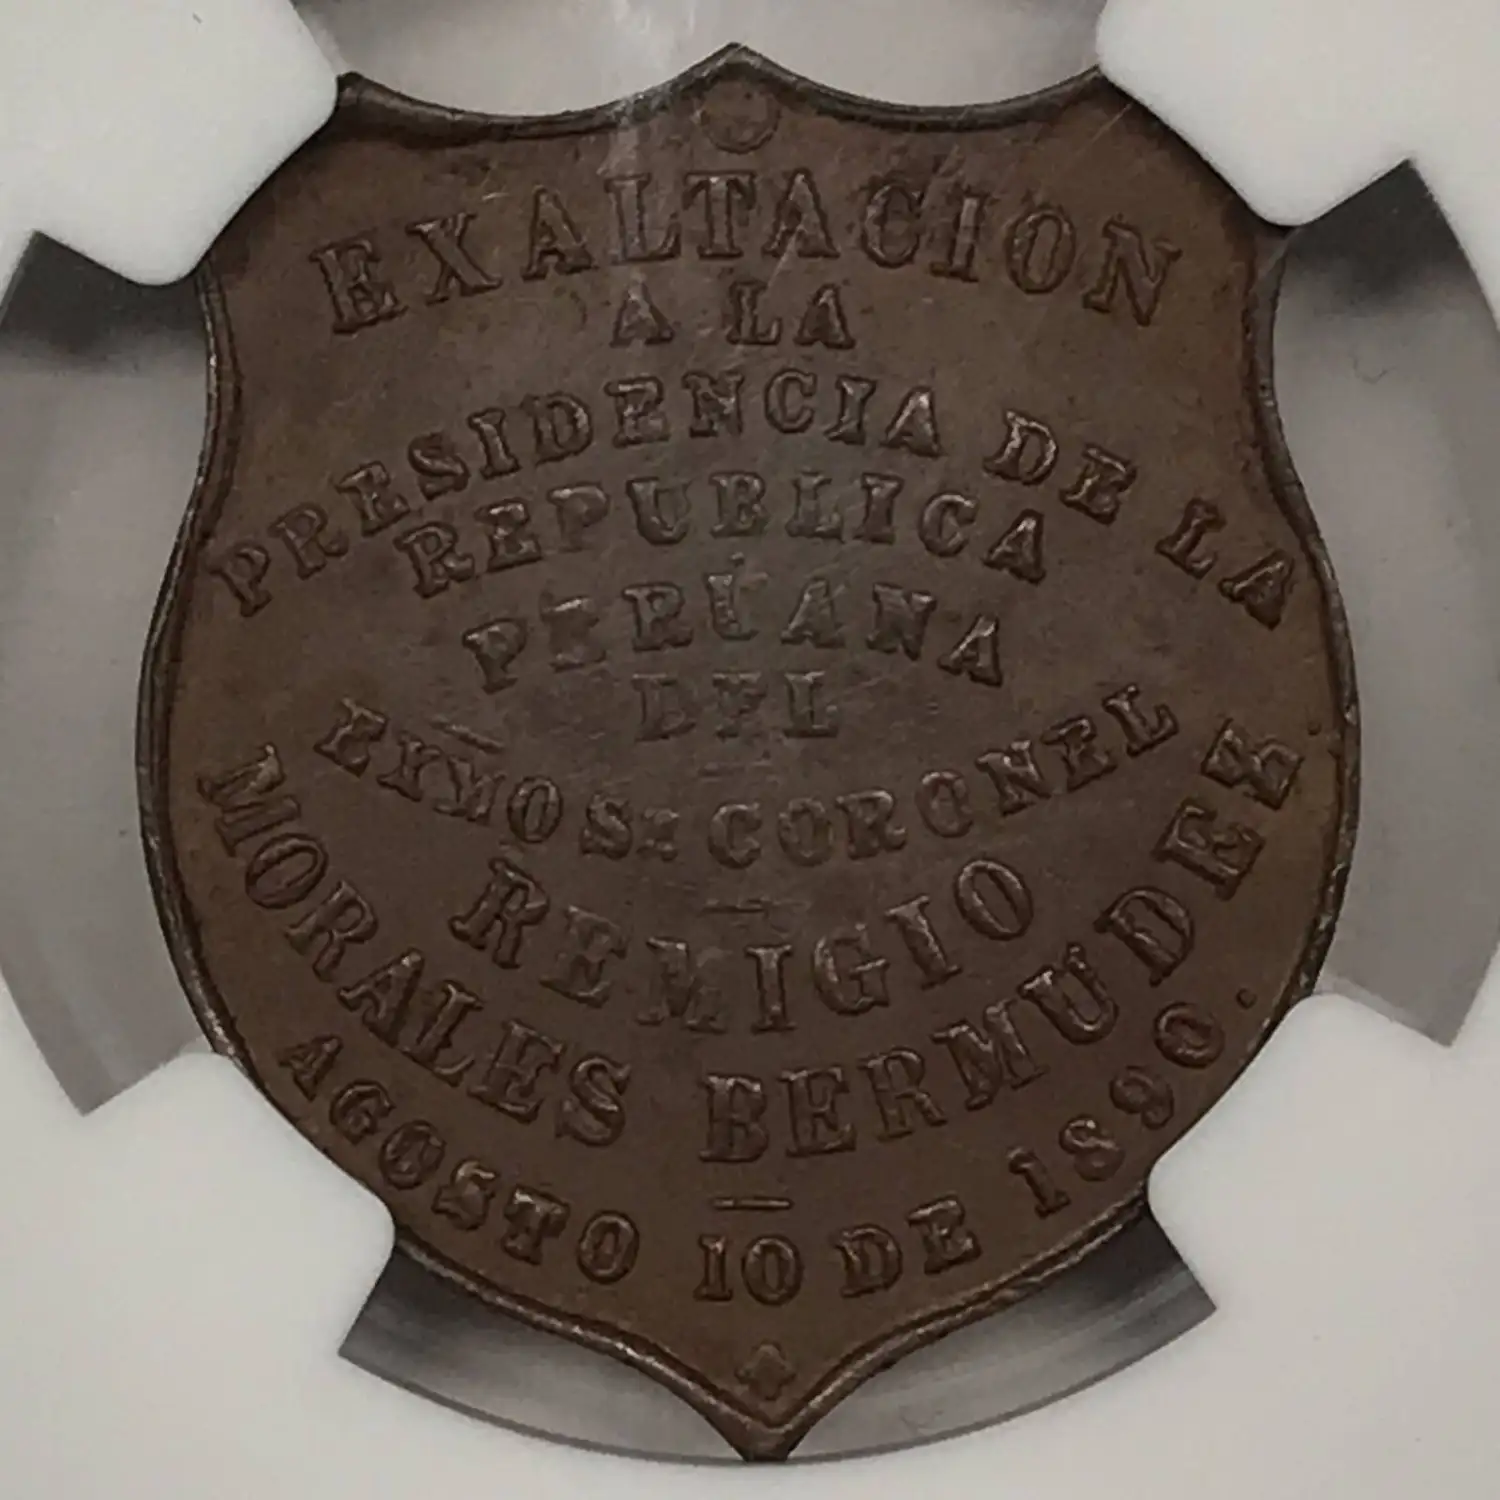 EXALTACION
A LA
PRESIDENCIA DE LA
REPUBLICA
PERUANA
DEL
EXMO SR CORONEL
REMIGIO
MORALES BERMUDEZ
AGOSTO 10 DE 1890.